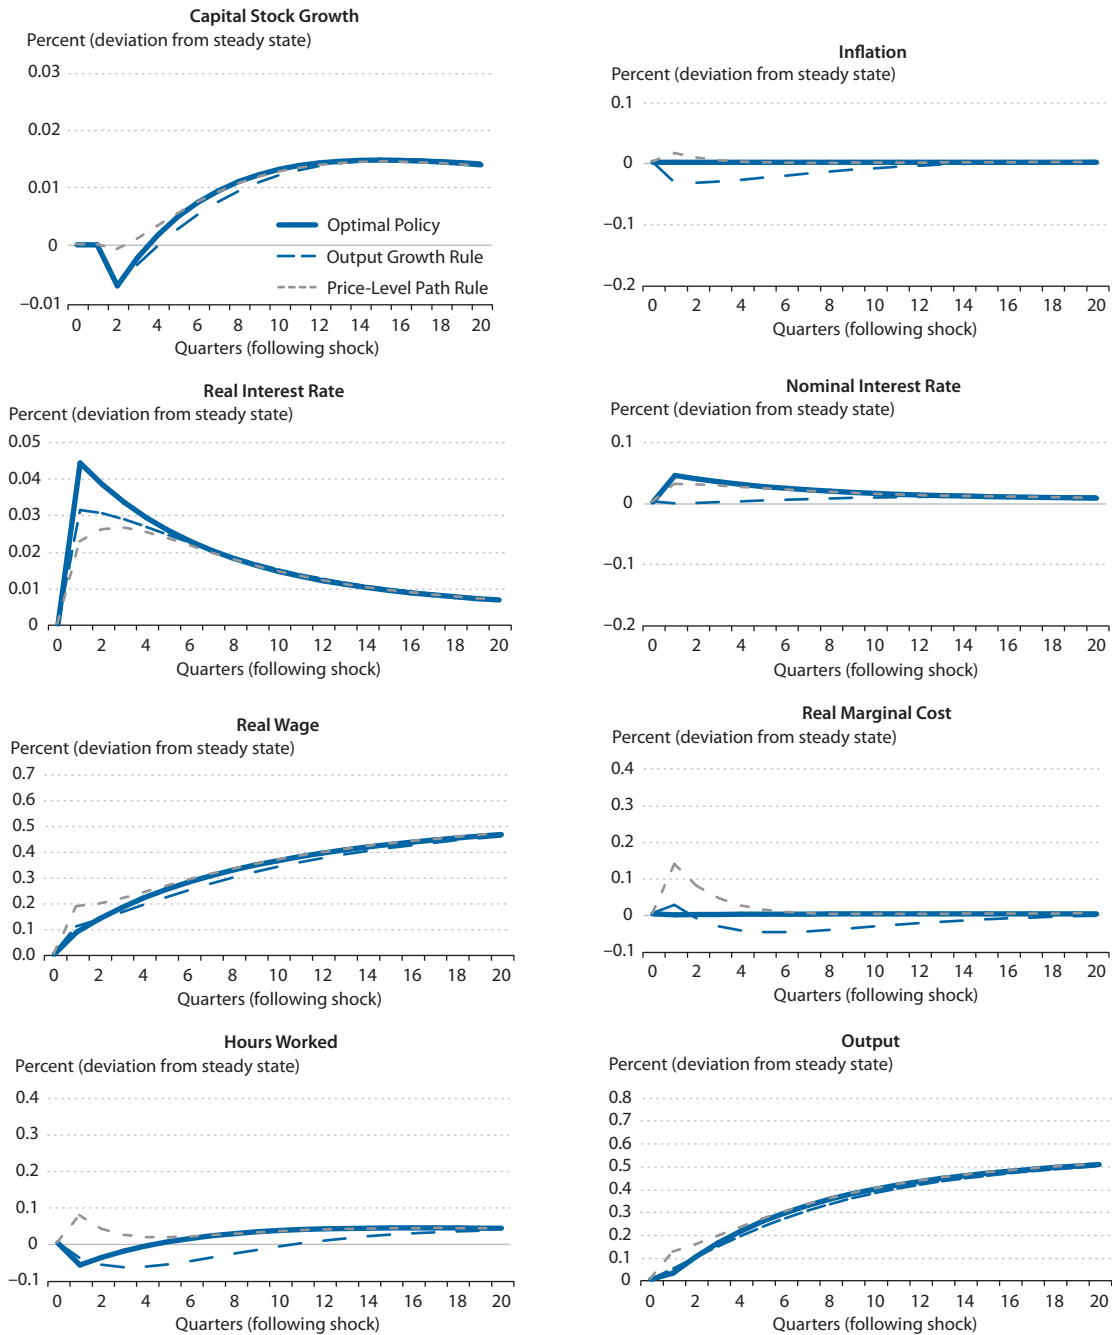 Capital Stock Growth
Percent (deviation from steady state)
0.03
0.02
0.01
0
−0.01
Optimal Policy
Output Growth Rule
Price-Level Path Rule
0 2 4 6 8 10 12 14 16 18 20
Quarters (following shock)
Inflation
Percent (deviation from steady state)
0.1
0
−0.1
−0.2
0 2 4 6 8 10 12 14 16 18 20
Quarters (following shock)
Real Interest Rate
Percent (deviation from steady state)
0.05
0.04
0.03
0.02
0.01
0
0 2 4 6 8 10 12 14 16 18 20
Quarters (following shock)
Nominal Interest Rate
Percent (deviation from steady state)
0.1
0
−0.1
−0.2
0 2 4 6 8 10 12 14 16 18 20
Quarters (following shock)
Real Wage
Percent (deviation from steady state)
0.7
0.6
0.5
0.4
0.3
0.2
0.1
0.0
0 2 4 6 8 10 12 14 16 18 20
Quarters (following shock)
Real Marginal Cost
Percent (deviation from steady state)
0.4
0.3
0.2
0.1
0
−0.1
0 2 4 6 8 10 12 14 16 18 20
Quarters (following shock)
Hours Worked
Percent (deviation from steady state)
0.4
0.3
0.2
0.1
0
−0.1
0 2 4 6 8 10 12 14 16 18 20
Quarters (following shock)
Output
Percent (deviation from steady state)
0.8
0.7
0.6
0.5
0.4
0.3
0.2
0.1
0
0 2 4 6 8 10 12 14 16 18 20
Quarters (following shock)